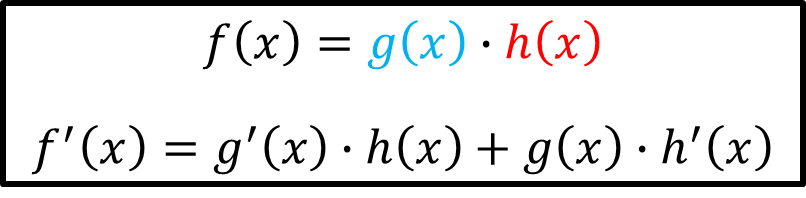 f(x) = g(x) · h(x)
f′(x) = g′(x) · h(x) + g(x) · h′(x)